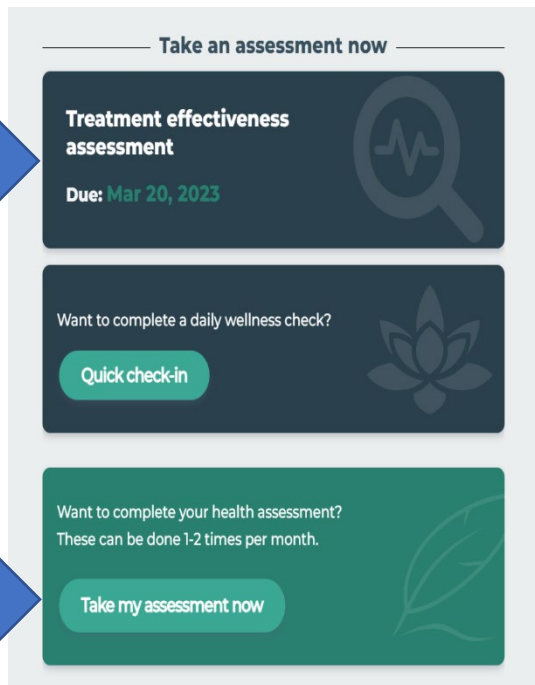 Take an assessment now
Treatment effectiveness
assessment
Due: Mar 20, 2023
Want to complete a daily wellness check?
Quick check-in
Want to complete your health assessment?
These can be done 1-2 times per month.
Take my assessment now